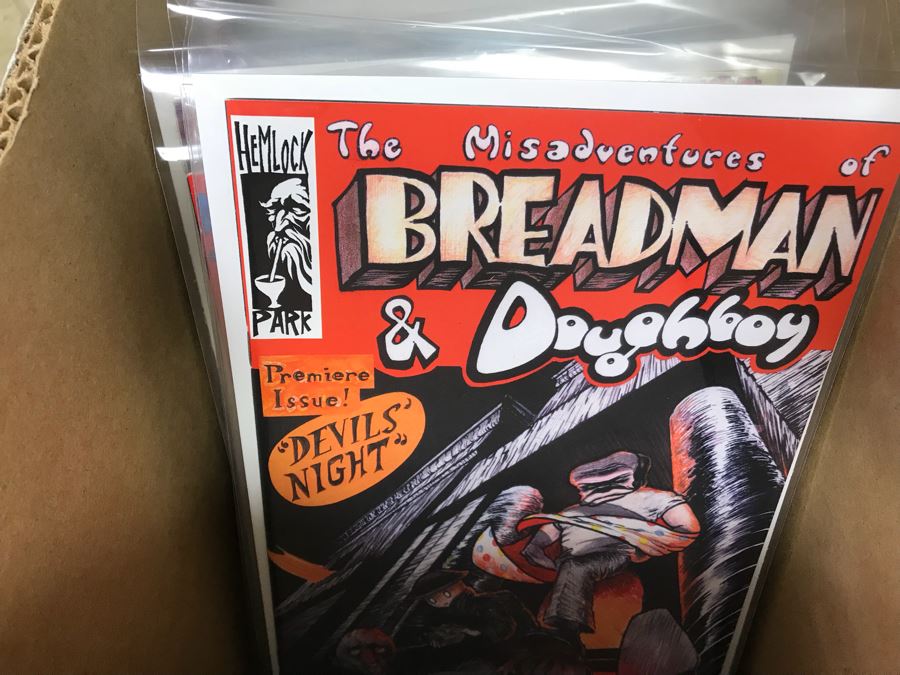 HEMLOCK
PARK
The Misadventures of
BREADMAN
& Doughboy
Premiere
Issue!
"DEVILS'
NIGHT"